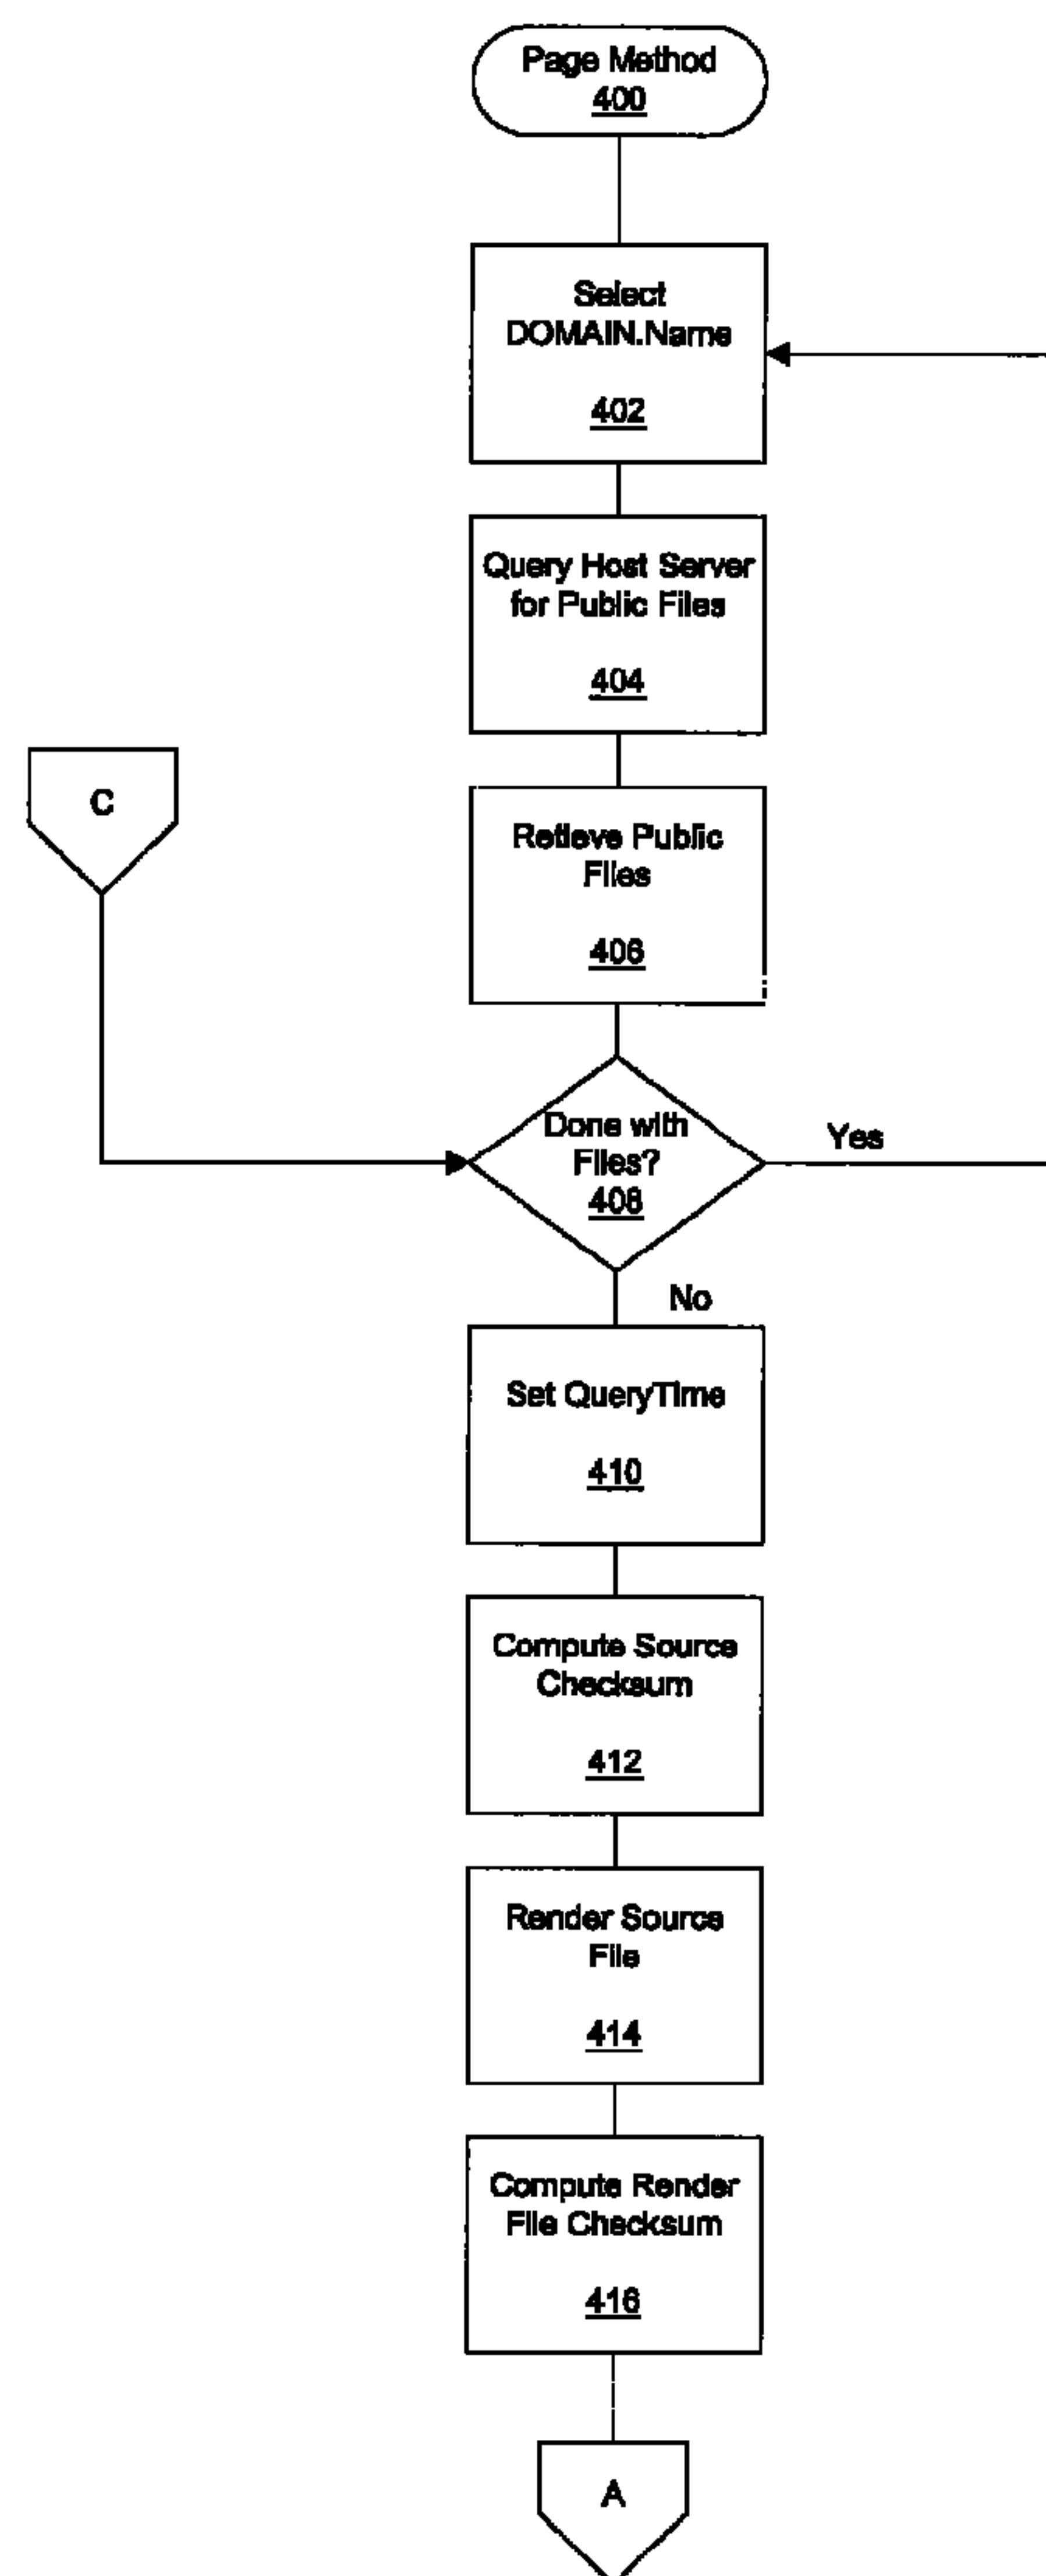 Page Method
400
Select
DOMAIN.Name
402
Query Host Server
for Public Files
404
C
Retieve Public
Files
406
Done with
Files?
408
Yes
No
Set QueryTime
410
Compute Source
Checksum
412
Render Source
File
414
Compute Render
File Checksum
416
A